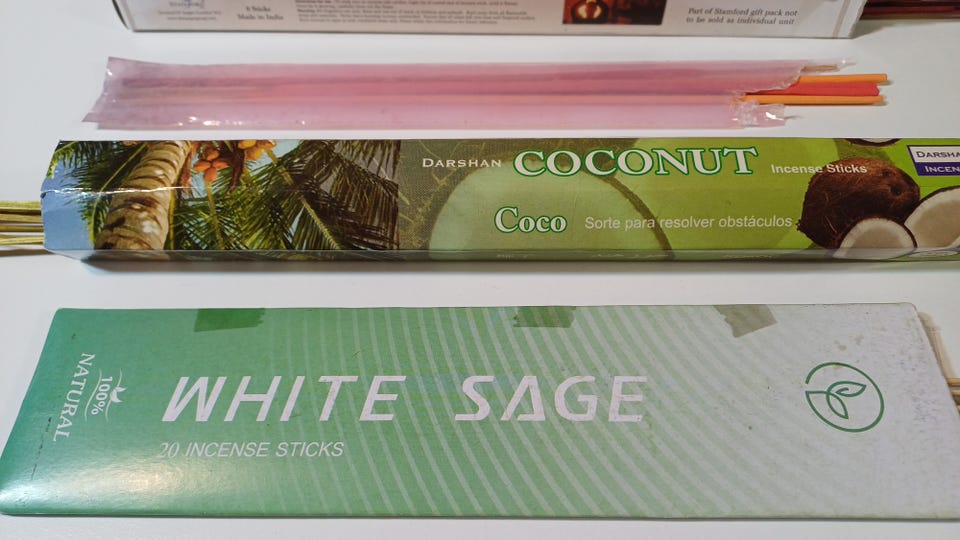 6 Sticks
Made in India
Part of Stamford gift pack not
to be sold as individual unit
DARSHAN COCONUT Incense Sticks
Coco Sorte para resolver obstáculos
DARSHA
INCEN
100%
NATURAL
WHITE SAGE
20 INCENSE STICKS